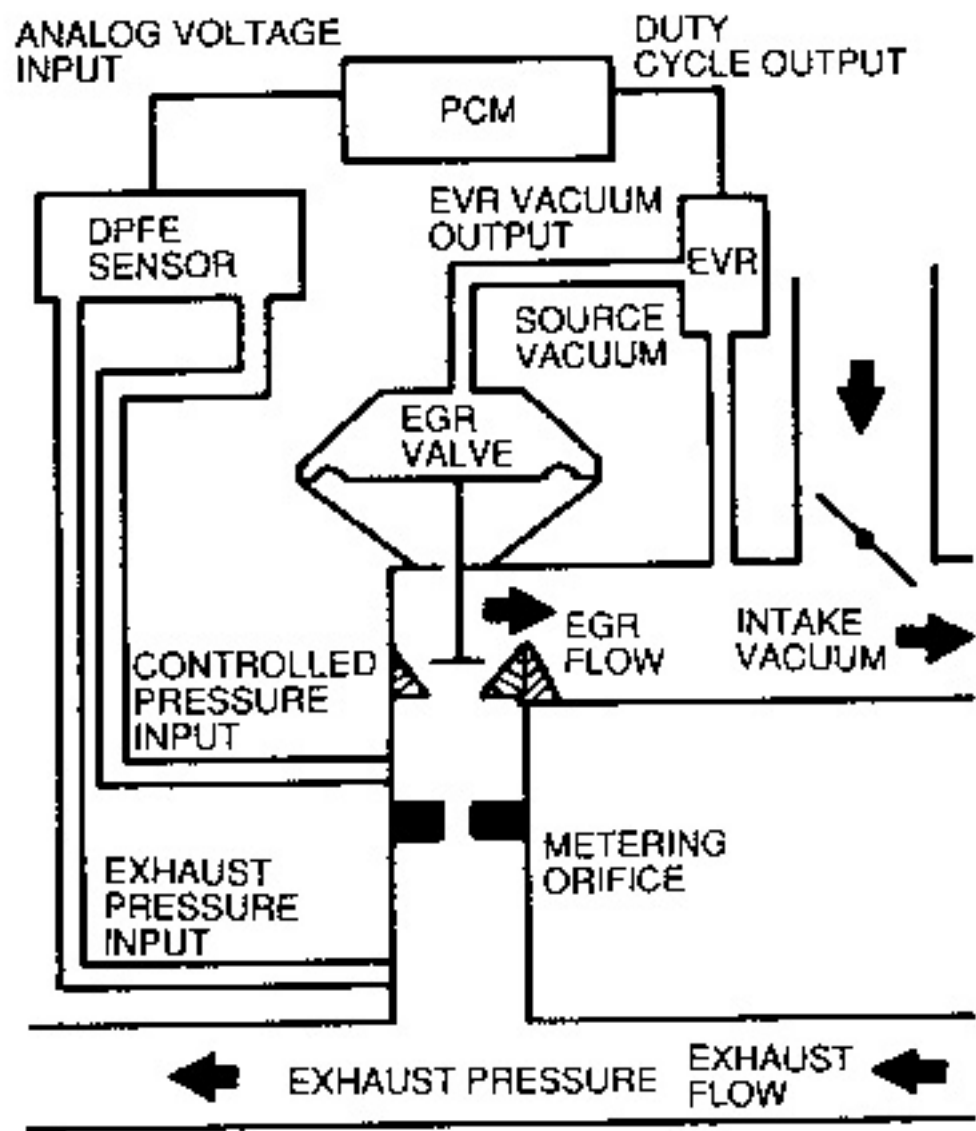 ANALOG VOLTAGE
INPUT
DUTY
CYCLE OUTPUT
PCM
DPFE
SENSOR
EVR VACUUM
OUTPUT
EVR
SOURCE
VACUUM
EGR
VALVE
EGR
FLOW
INTAKE
VACUUM
CONTROLLED
PRESSURE
INPUT
METERING
ORIFICE
EXHAUST
PRESSURE
INPUT
EXHAUST PRESSURE
EXHAUST
FLOW